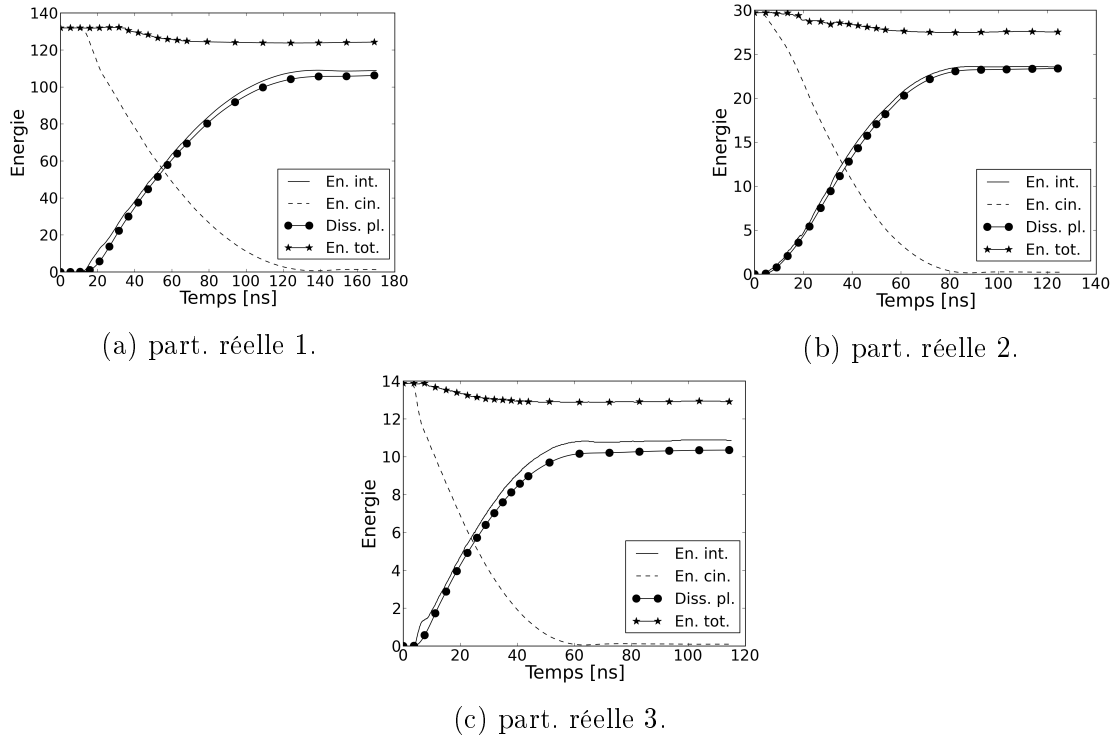 140
120
100
80
60
40
20
0
Energie
0 20 40 60 80 100 120 140 160 180
Temps [ns]
En. int.
En. cin.
Diss. pl.
En. tot.
(a) part. réelle 1.
30
25
20
15
10
5
0
Energie
0 20 40 60 80 100 120 140
Temps [ns]
En. int.
En. cin.
Diss. pl.
En. tot.
(b) part. réelle 2.
14
12
10
8
6
4
2
0
Energie
0 20 40 60 80 100 120
Temps [ns]
En. int.
En. cin.
Diss. pl.
En. tot.
(c) part. réelle 3.